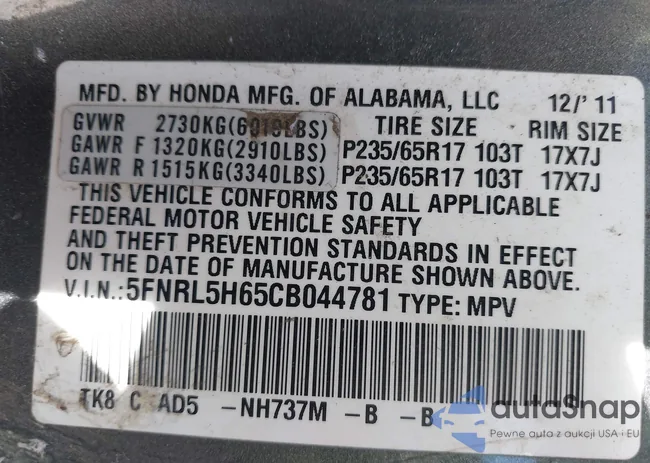 MFD. BY HONDA MFG. OF ALABAMA, LLC 12/'11
GVWR 2730KG(6019LBS) TIRE SIZE RIM SIZE
GAWR F 1320KG(2910LBS) P235/65R17 103T 17X7J
GAWR R 1515KG(3340LBS) P235/65R17 103T 17X7J
THIS VEHICLE CONFORMS TO ALL APPLICABLE
FEDERAL MOTOR VEHICLE SAFETY
AND THEFT PREVENTION STANDARDS IN EFFECT
ON THE DATE OF MANUFACTURE SHOWN ABOVE.
V.I.N.:5FNRL5H65CB044781 TYPE: MPV
TK8 C AD5 -NH737M -B -B
autoSnap
Pewne auta z aukcji USA i EU